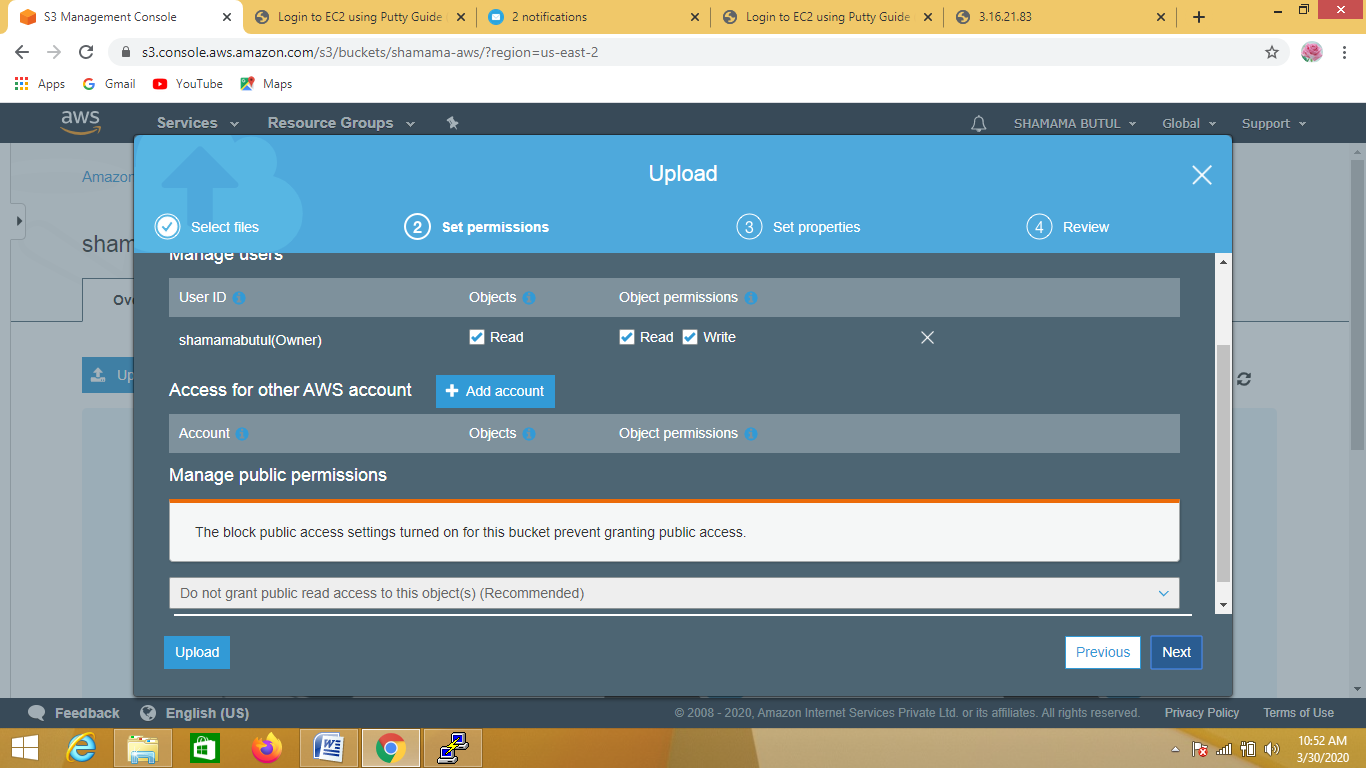 S3 Management Console
Login to EC2 using Putty Guide
2 notifications
Login to EC2 using Putty Guide
3.16.21.83
s3.console.aws.amazon.com/s3/buckets/shamama-aws/?region=us-east-2
Apps Gmail YouTube Maps
aws Services Resource Groups SHAMAMA BUTUL Global Support
Amazon
Upload
Select files 2 Set permissions 3 Set properties 4 Review
sham
Manage users
User ID Objects Object permissions
Ove
shamamabutul(Owner) Read Read Write
Up
Access for other AWS account + Add account
Account Objects Object permissions
Manage public permissions
The block public access settings turned on for this bucket prevent granting public access.
Do not grant public read access to this object(s) (Recommended)
Upload Previous Next
Feedback English (US) © 2008 - 2020, Amazon Internet Services Private Ltd. or its affiliates. All rights reserved. Privacy Policy Terms of Use
10:52 AM
3/30/2020